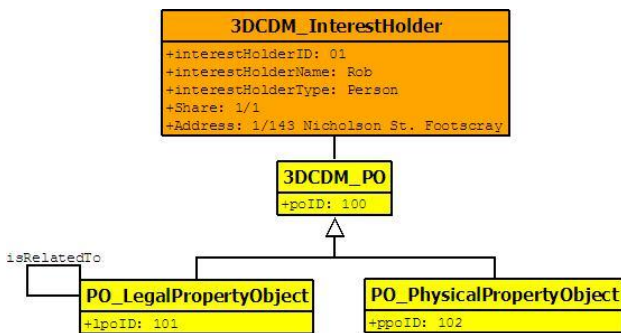 3DCDM_InterestHolder
+interestHolderID: 01
+interestHolderName: Rob
+interestHolderType: Person
+Share: 1/1
+Address: 1/143 Nicholson St. Footscray
3DCDM_PO
+poID: 100
isRelatedTo
PO_LegalPropertyObject
+lpoID: 101
PO_PhysicalPropertyObject
+ppoID: 102